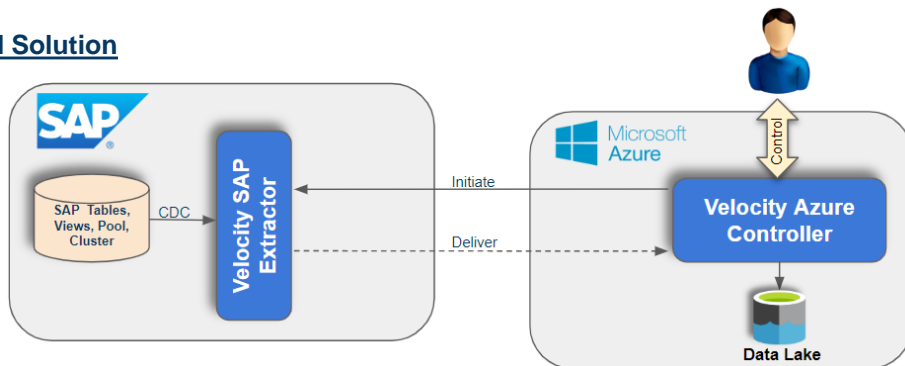 Solution
SAP
®
Microsoft
Azure
Control
SAP Tables,
Views, Pool,
Cluster
CDC
Velocity SAP
Extractor
Initiate
Deliver
Velocity Azure
Controller
Data Lake